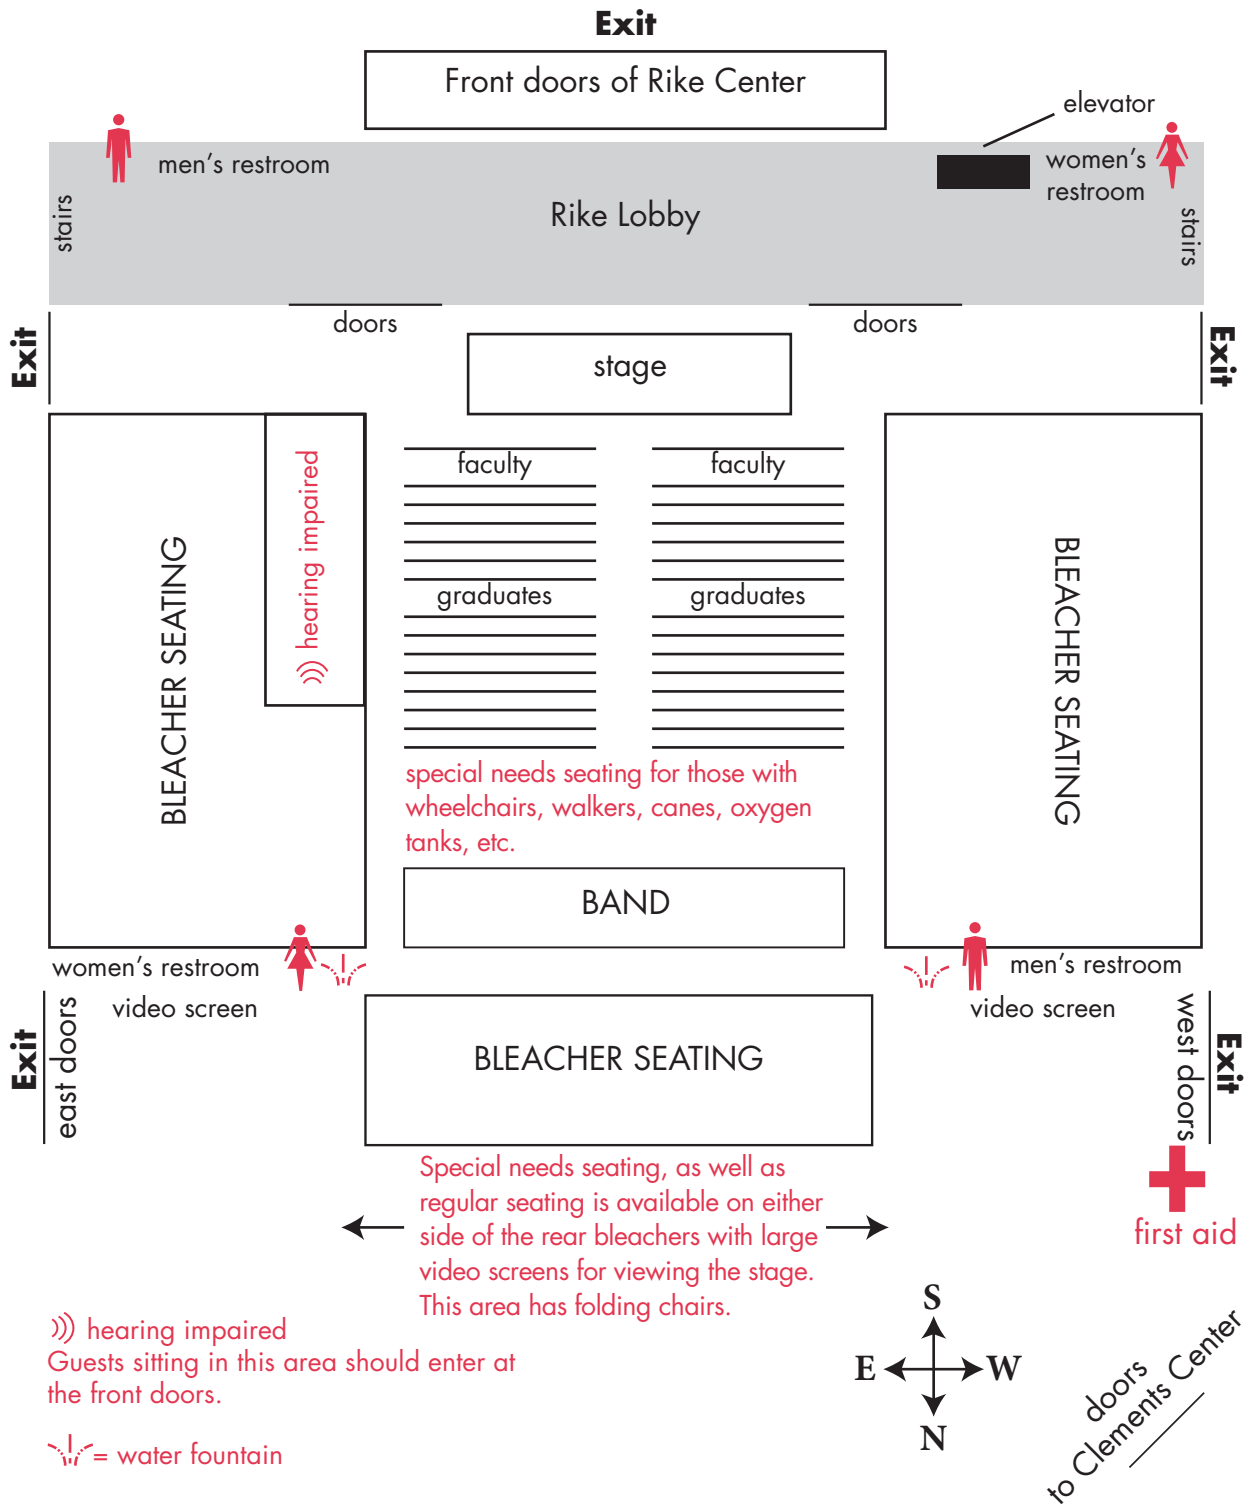 Exit
Front doors of Rike Center
elevator
men's restroom
women's
restroom
stairs
Rike Lobby
stairs
doors
doors
Exit
stage
Exit
faculty
faculty
hearing impaired
BLEACHER SEATING
graduates
graduates
BLEACHER SEATING
special needs seating for those with
wheelchairs, walkers, canes, oxygen
tanks, etc.
BAND
women's restroom
men's restroom
video screen
video screen
Exit
east doors
BLEACHER SEATING
west doors
Exit
Special needs seating, as well as
regular seating is available on either
side of the rear bleachers with large
video screens for viewing the stage.
This area has folding chairs.
first aid
hearing impaired
Guests sitting in this area should enter at
the front doors.
= water fountain
S
E
W
N
doors
to Clements Center